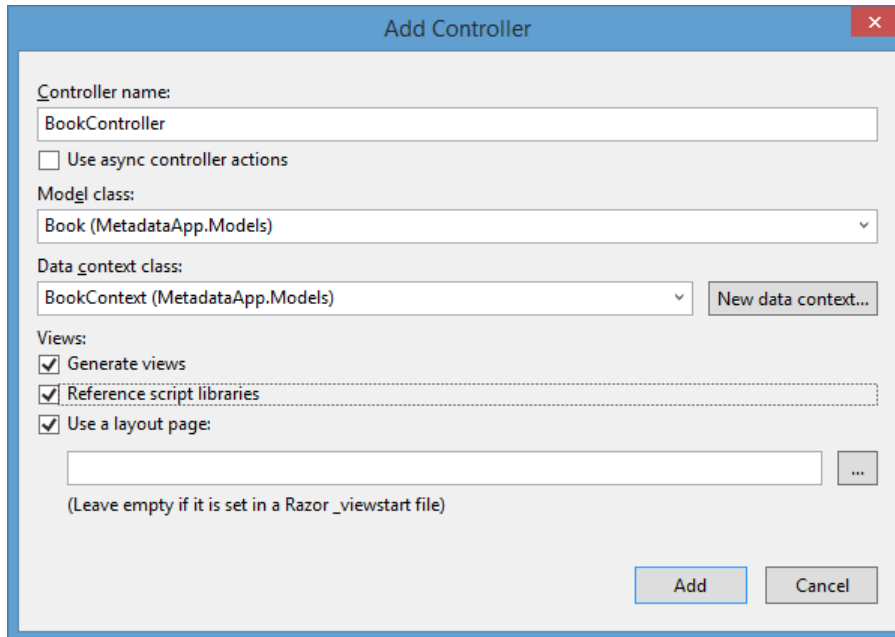 Add Controller
Controller name:
BookController
Use async controller actions
Model class:
Book (MetadataApp.Models)
Data context class:
BookContext (MetadataApp.Models)
New data context...
Views:
Generate views
Reference script libraries
Use a layout page:
...
(Leave empty if it is set in a Razor _viewstart file)
Add
Cancel